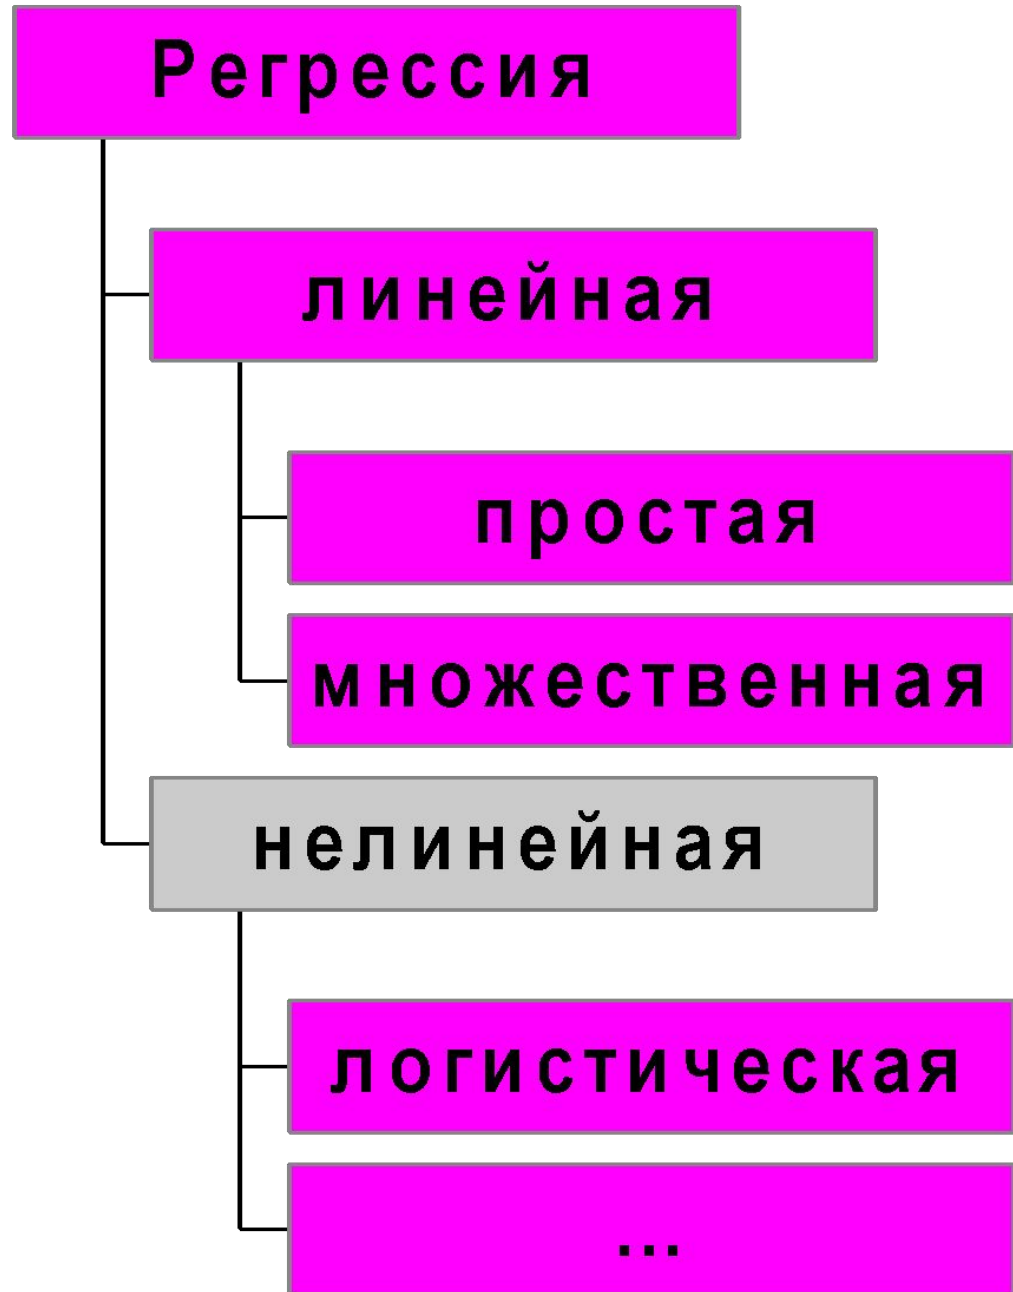 Регрессия
линейная
простая
множественная
нелинейная
логистическая
...